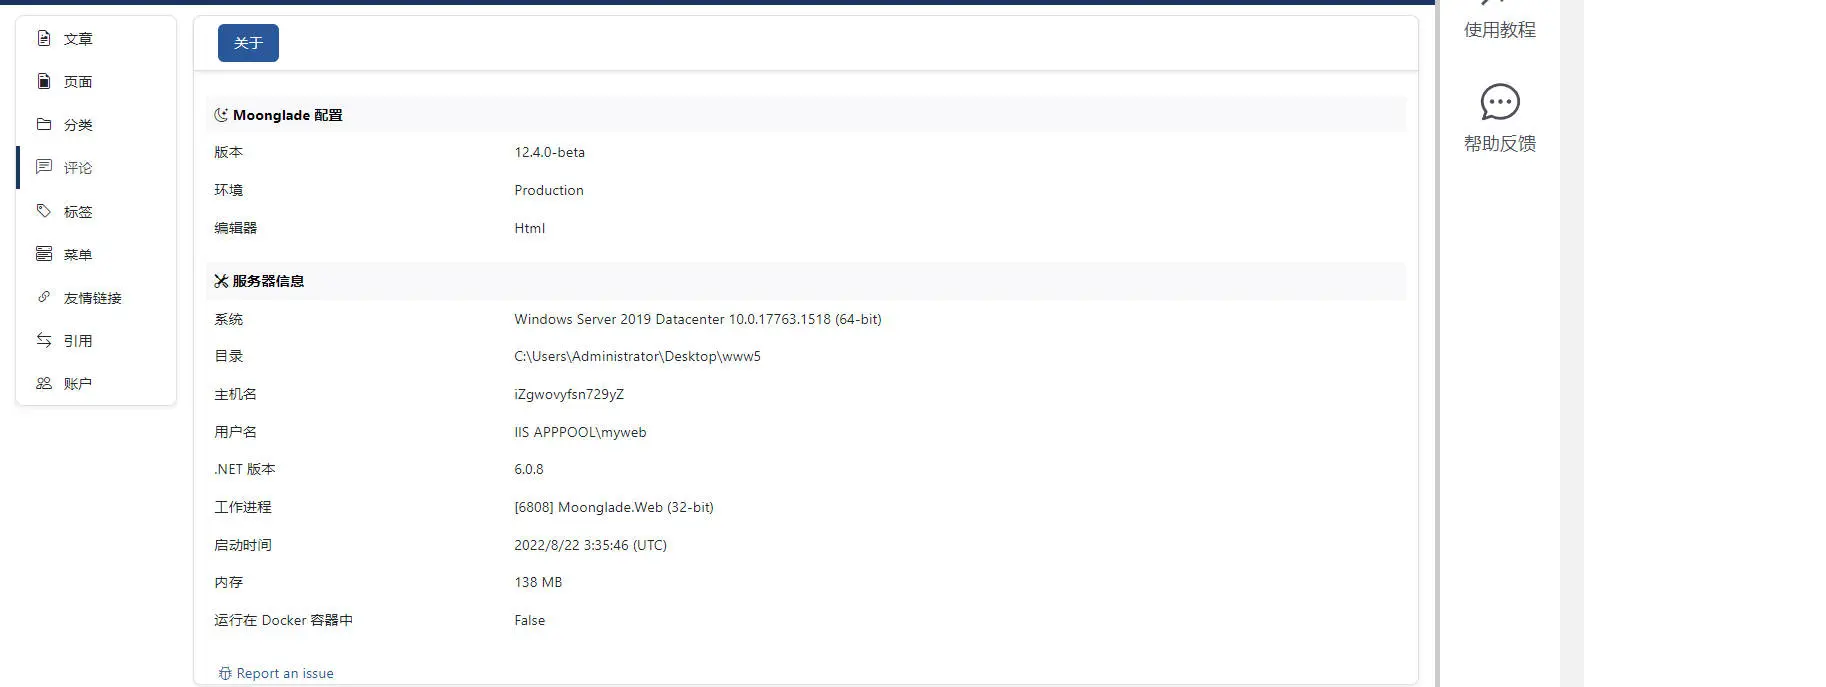 文章
页面
分类
评论
标签
菜单
友情链接
引用
账户
关于
Moonglade 配置
版本 12.4.0-beta
环境 Production
编辑器 Html
服务器信息
系统 Windows Server 2019 Datacenter 10.0.17763.1518 (64-bit)
目录 C:\Users\Administrator\Desktop\www5
主机名 iZgwovyfsn729yZ
用户名 IIS APPPOOL\myweb
.NET 版本 6.0.8
工作进程 [6808] Moonglade.Web (32-bit)
启动时间 2022/8/22 3:35:46 (UTC)
内存 138 MB
运行在 Docker 容器中 False
Report an issue
使用教程
帮助反馈